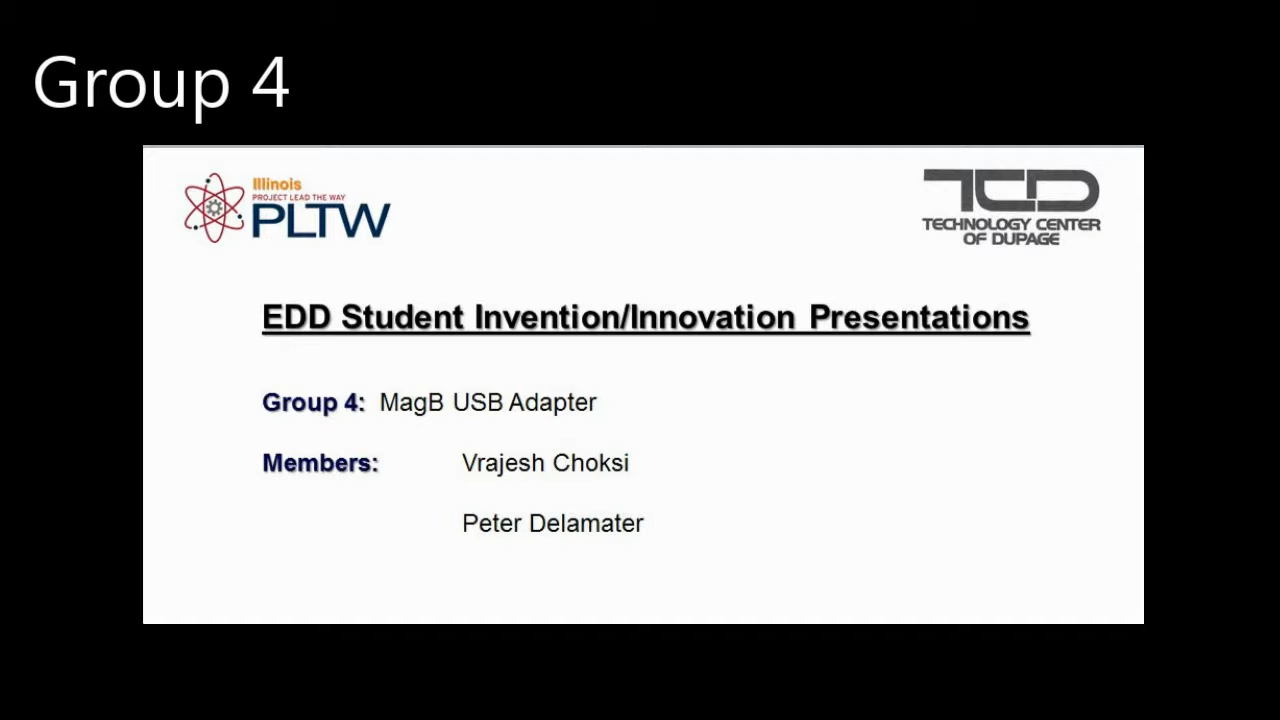 Group 4
Illinois
PROJECT LEAD THE WAY
PLTW
TCD
TECHNOLOGY CENTER
OF DUPAGE
EDD Student Invention/Innovation Presentations
Group 4: MagB USB Adapter
Members: Vrajesh Choksi
Peter Delamater